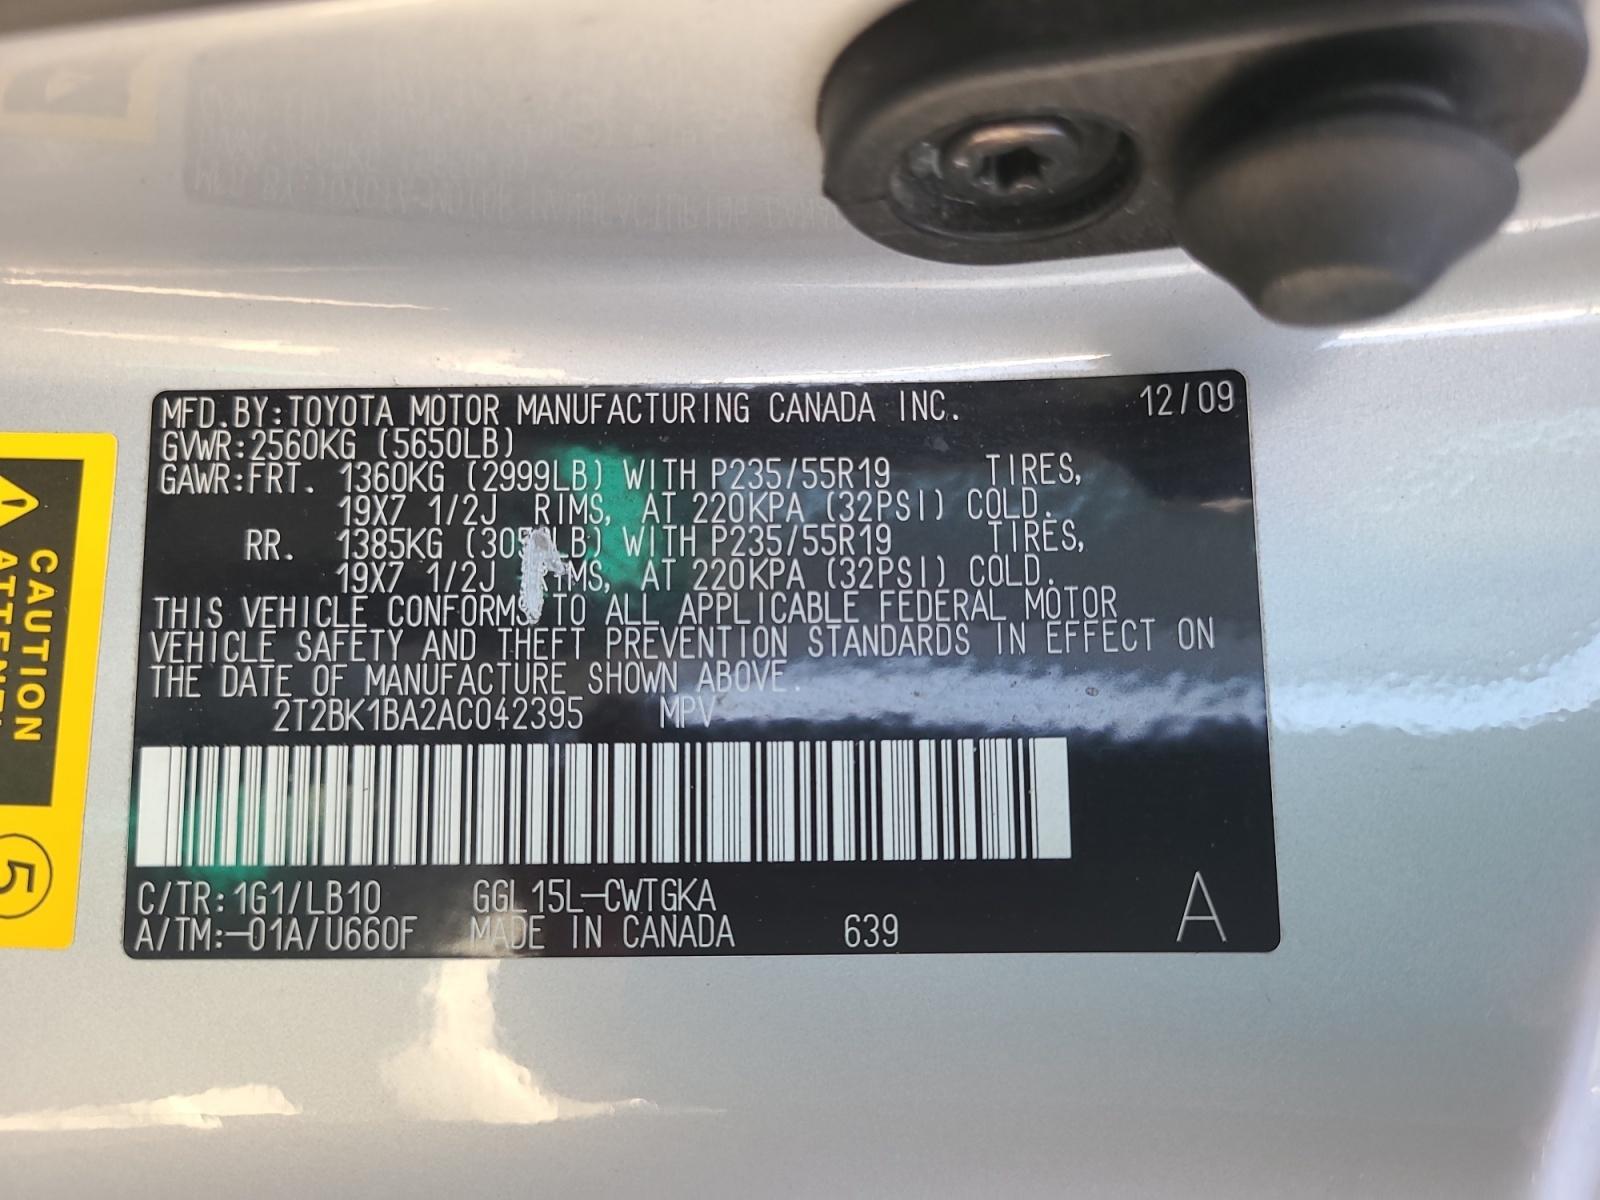 MFD.BY:TOYOTA MOTOR MANUFACTURING CANADA INC. 12/09
GVWR:2560KG (5650LB)
GAWR:FRT. 1360KG (2999LB) WITH P235/55R19 TIRES,
19X7 1/2J RIMS, AT 220KPA (32PSI) COLD.
RR. 1385KG WITH P235/55R19 TIRES,
19X7 1/2J RIMS, AT 220KPA (32PSI) COLD.
THIS VEHICLE CONFORMS TO ALL APPLICABLE FEDERAL MOTOR
VEHICLE SAFETY AND THEFT PREVENTION STANDARDS IN EFFECT ON
THE DATE OF MANUFACTURE SHOWN ABOVE.
2T2BK1BA2AC042395 MPV
C/TR:1G1/LB10 GGL15L-CWTGKA
A/TM:-01A/U660F MADE IN CANADA 639
A
CAUTION
5